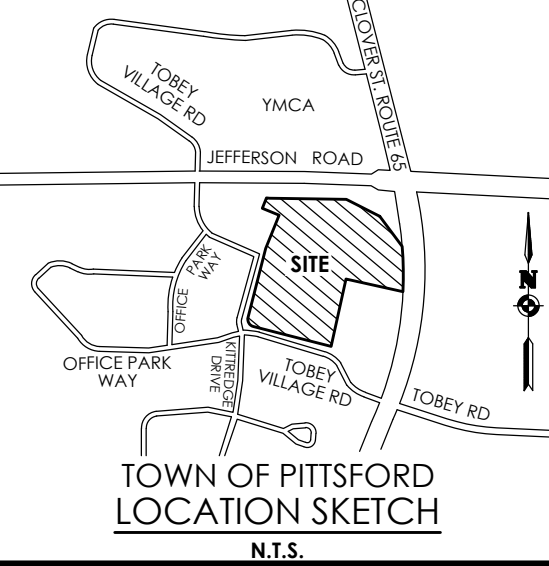 CLOVER ST. ROUTE 65
TOBEY
VILLAGE RD
YMCA
JEFFERSON ROAD
SITE
OFFICE
PARK
WAY
N
OFFICE PARK
WAY
KITTREDGE
DRIVE
TOBEY
VILLAGE RD
TOBEY RD
TOWN OF PITTSFORD
LOCATION SKETCH
N.T.S.